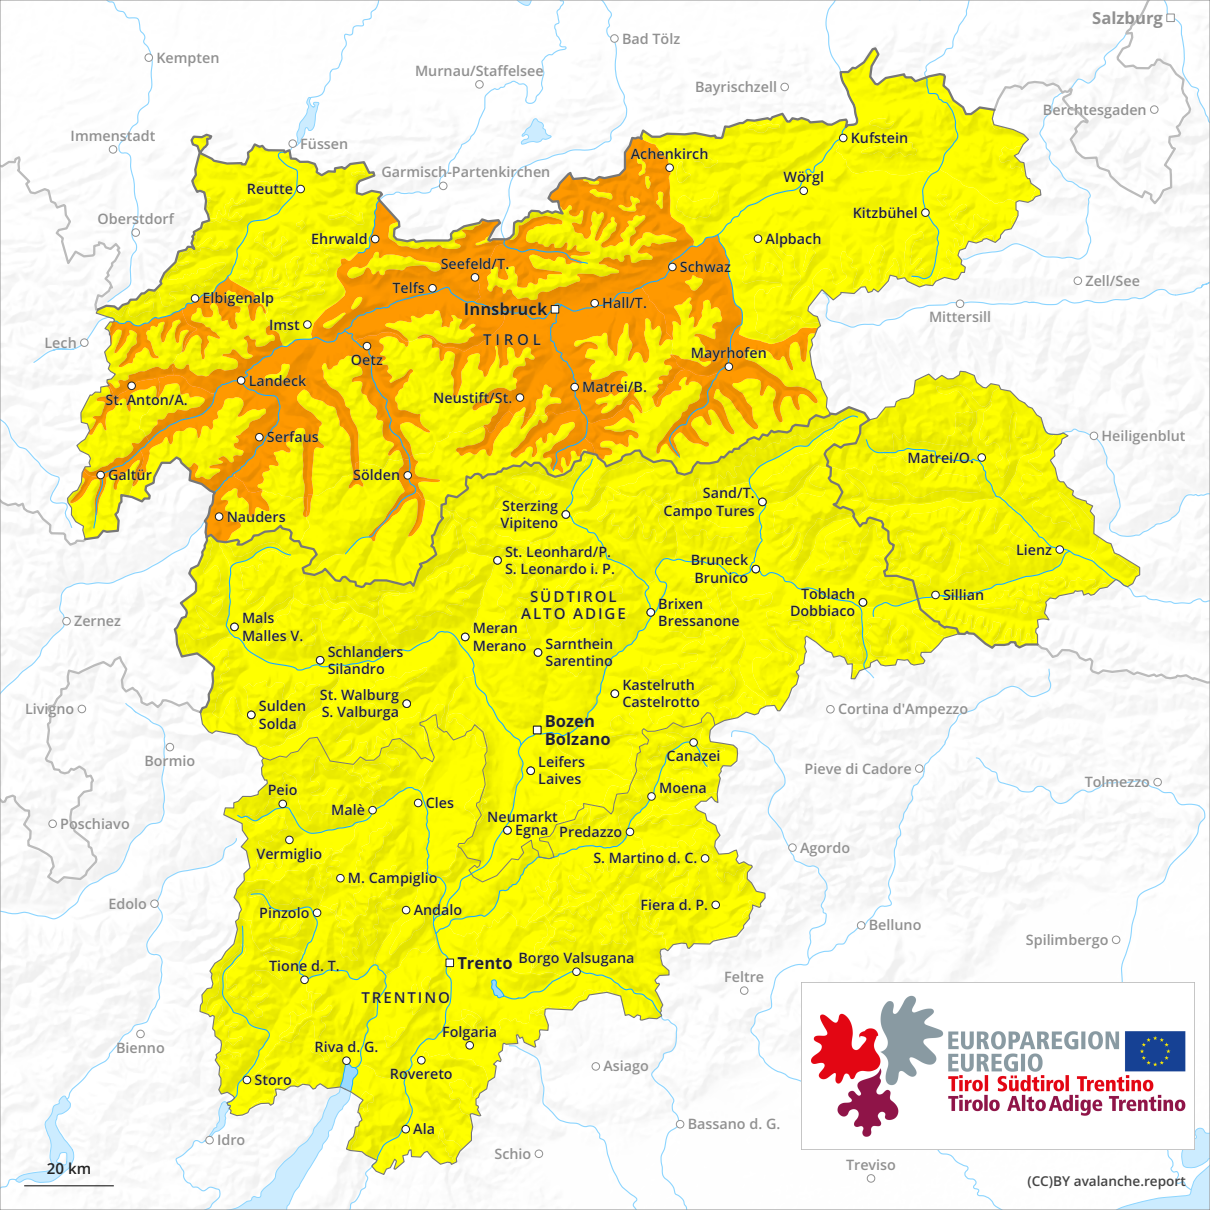 Salzburg
Bad Tölz
Kempten
Murnau/Staffelsee
Bayrischzell
Berchtesgaden
Immenstadt
Füssen
Kufstein
Achenkirch
Garmisch-Partenkirchen
Wörgl
Reutte
Oberstdorf
Kitzbühel
Ehrwald
Alpbach
Seefeld/T.
Schwaz
Zell/See
Telfs
Elbigenalp
Hall/T.
Innsbruck
Mittersill
Imst
TIROL
Lech
Oetz
Mayrhofen
Landeck
Matrei/B.
St. Anton/A.
Neustift/St.
Serfaus
Heiligenblut
Matrei/O.
Galtür
Sölden
Sand/T.
Campo Tures
Sterzing
Vipiteno
Nauders
Lienz
St. Leonhard/P.
S. Leonardo i. P.
Bruneck
Brunico
SÜDTIROL
ALTO ADIGE
Toblach
Dobbiaco
Sillian
Brixen
Bressanone
Zernez
Mals
Malles V.
Meran
Merano
Sarnthein
Sarentino
Schlanders
Silandro
Kastelruth
Castelrotto
St. Walburg
S. Valburga
Sulden
Solda
Livigno
Cortina d'Ampezzo
Bozen
Bolzano
Bormio
Canazei
Leifers
Laives
Pieve di Cadore
Tolmezzo
Peio
Moena
Malè
Cles
Neumarkt
Egna
Predazzo
Poschiavo
Vermiglio
Agordo
S. Martino d. C.
M. Campiglio
Edolo
Pinzolo
Andalo
Fiera d. P.
Belluno
Spilimbergo
Trento
Borgo Valsugana
Tione d. T.
Feltre
TRENTINO
Folgaria
Bienno
Riva d. G.
Rovereto
Asiago
Storo
EUROPAREGION
EUREGIO
Tirol Südtirol Trentino
Tirolo Alto Adige Trentino
Ala
Bassano d. G.
Idro
Schio
Treviso
20 km
(CC)BY avalanche.report